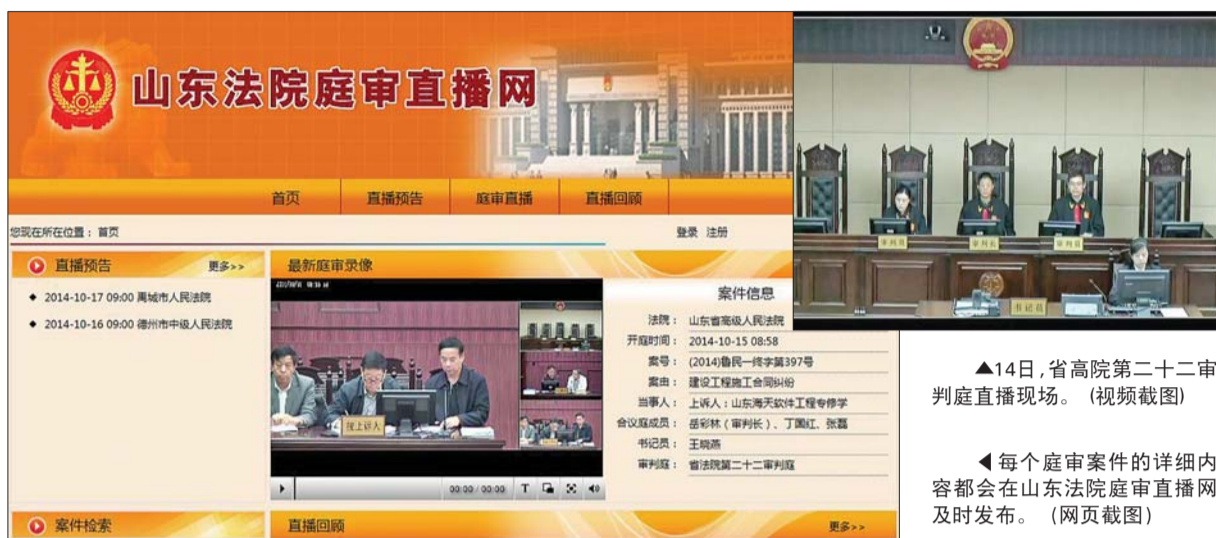 山东法院庭审直播网
首页 直播预告 庭审直播 直播回顾
您现在所在位置：首页
登录 注册
直播预告 更多>>
2014-10-17 09:00 禹城市人民法院
2014-10-16 09:00 德州市中级人民法院
最新庭审录像
被上诉人
00:00 / 00:00 T
案件信息
法院： 山东省高级人民法院
开庭时间： 2014-10-15 08:58
案号： (2014)鲁民一终字第397号
案由： 建设工程施工合同纠纷
当事人： 上诉人：山东海天软件工程专修学
合议庭成员： 岳彩林（审判长）、丁国红、张磊
书记员： 王晓燕
审判庭： 省法院第二十二审判庭
案件检索
直播回顾 更多>>
审判员 审判长 审判员
书记员
▲14日,省高院第二十二审
判庭直播现场。（视频截图）
◀每个庭审案件的详细内
容都会在山东法院庭审直播网
及时发布。（网页截图）